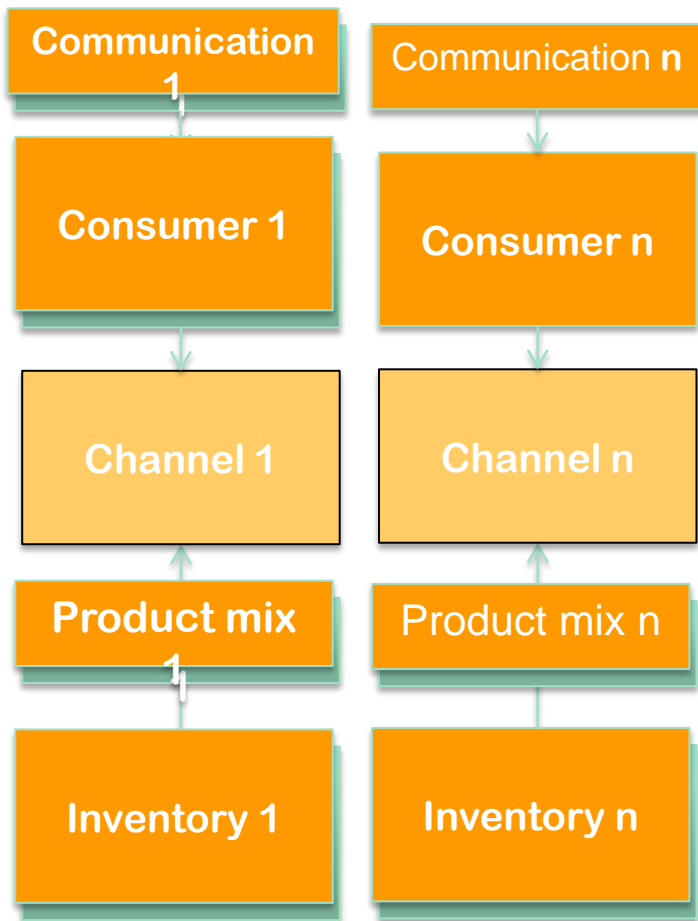 Communication
1
Consumer 1
Channel 1
Product mix
1
Inventory 1
Communication n
Consumer n
Channel n
Product mix n
Inventory n